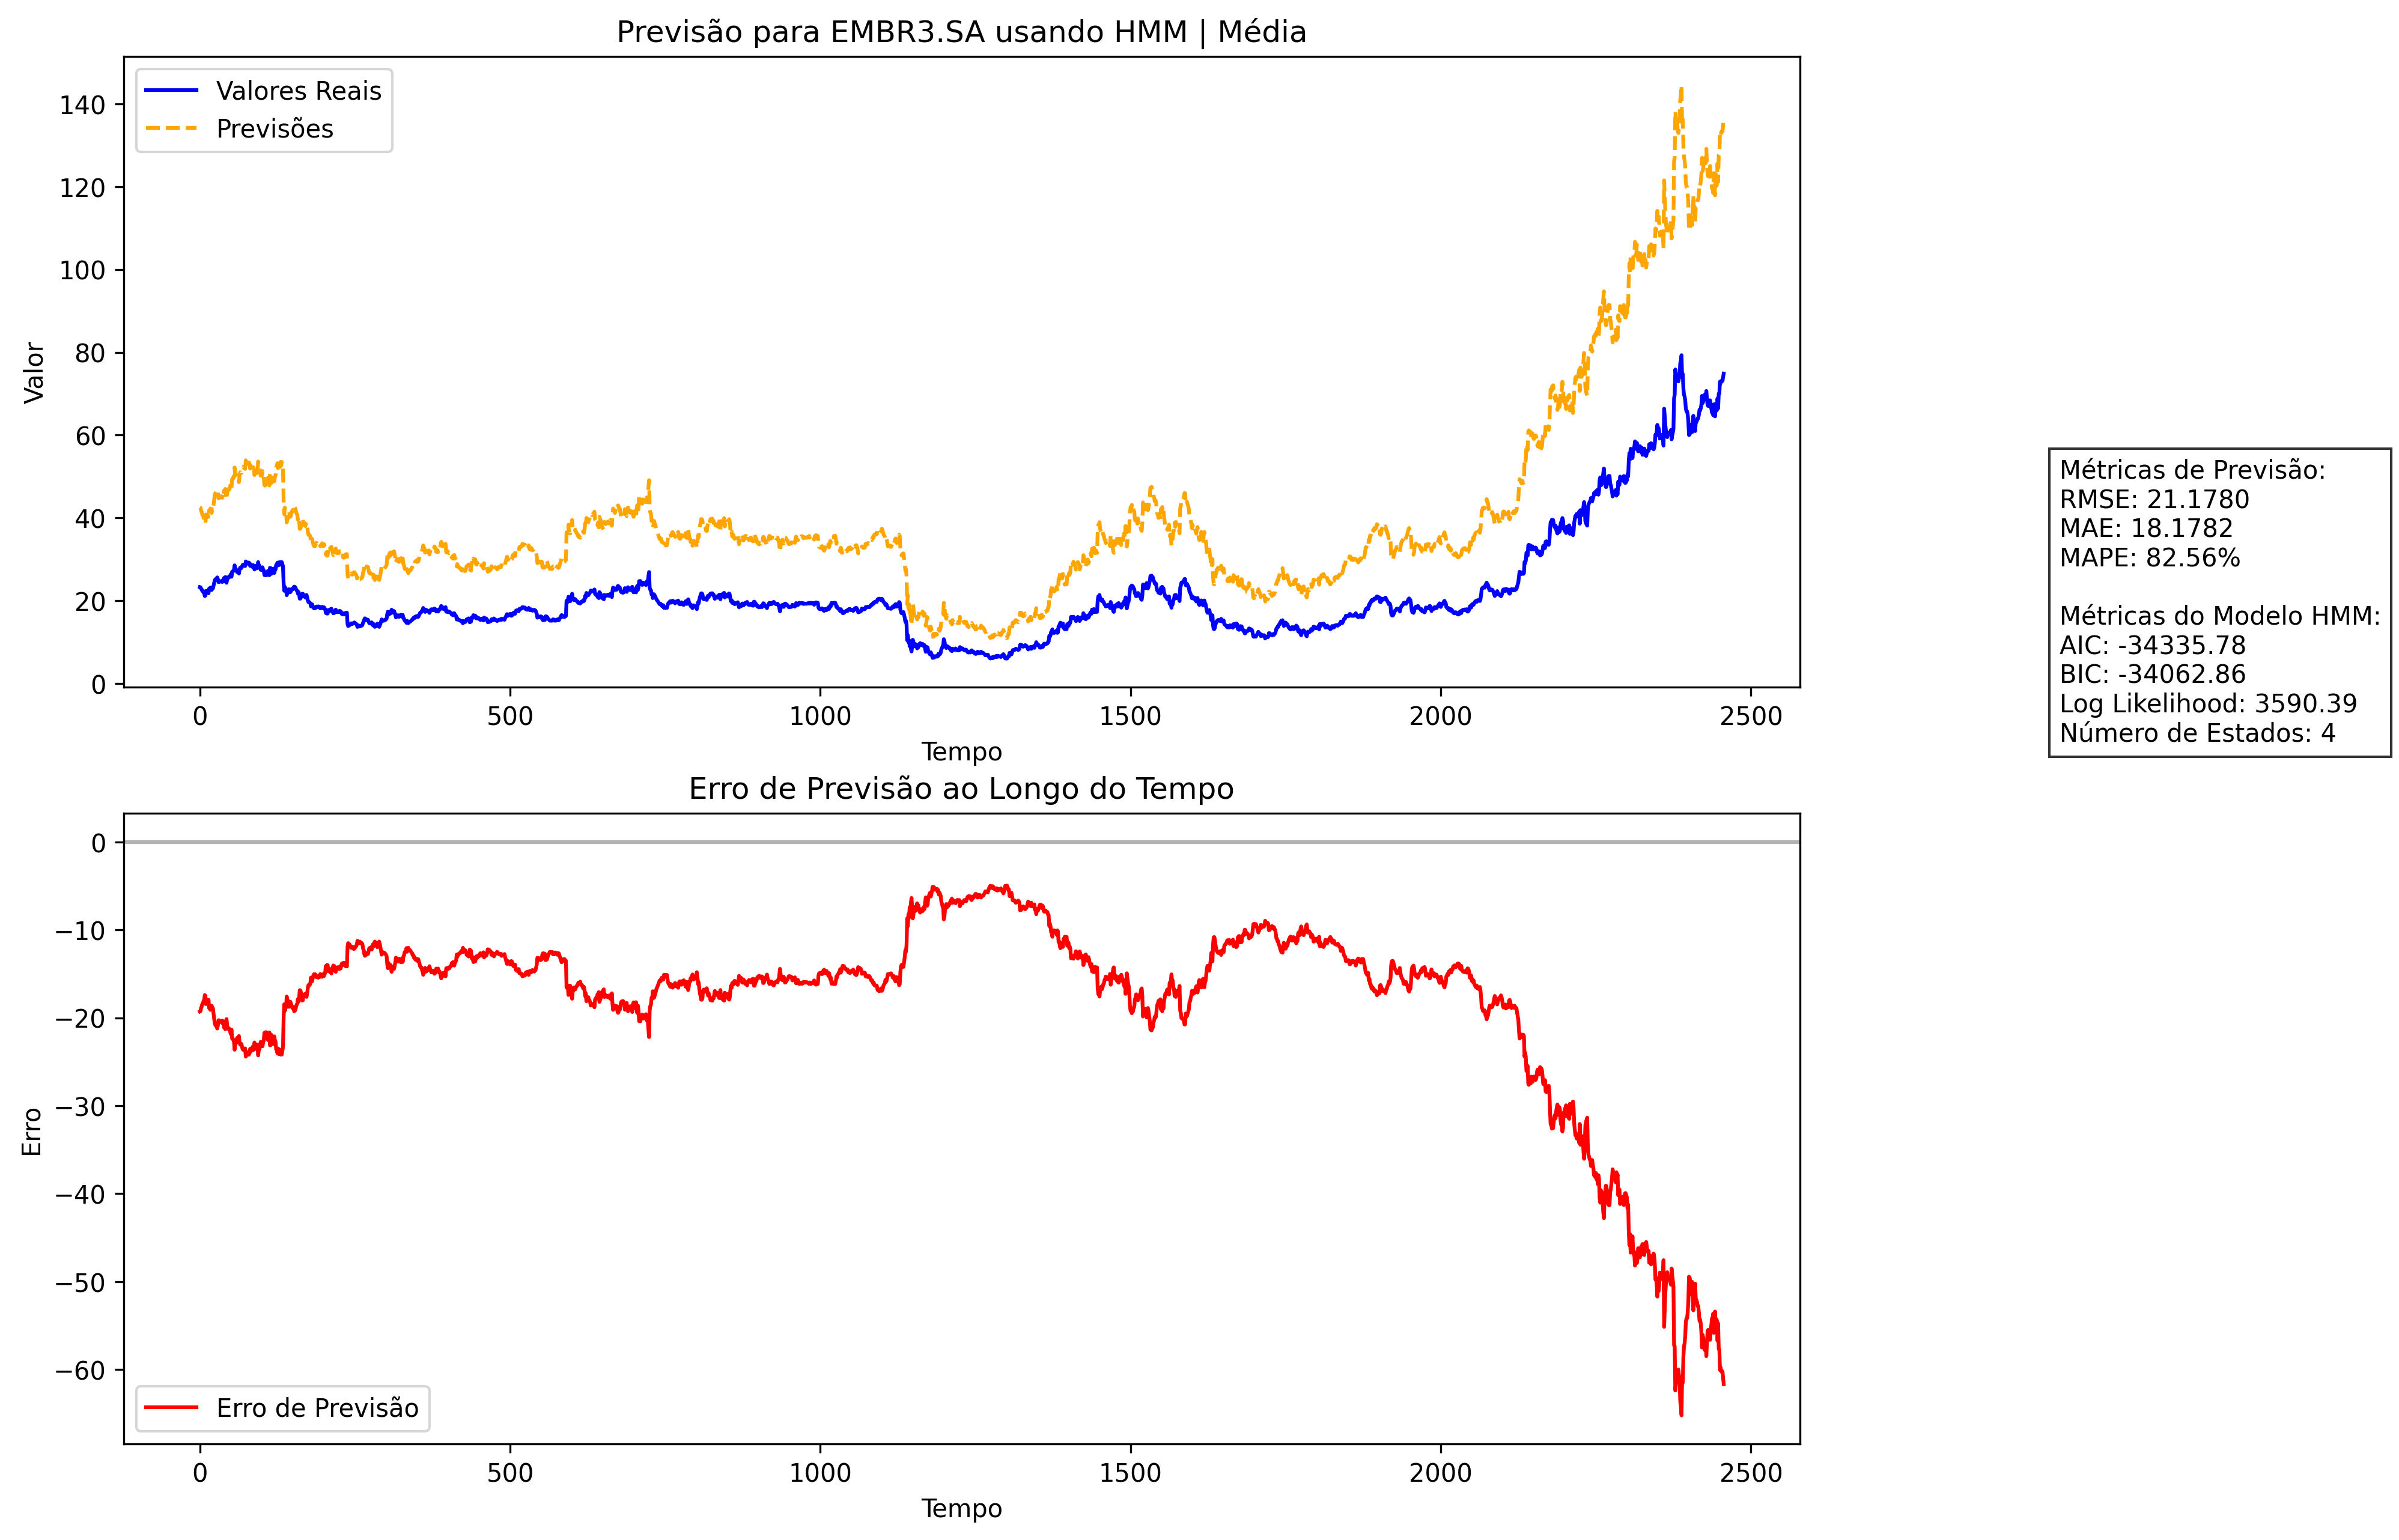 Previsão para EMBR3.SA usando HMM | Média
Valores Reais
Previsões
Valor
140
120
100
80
60
40
20
0
0 500 1000 1500 2000 2500
Tempo
Métricas de Previsão:
RMSE: 21.1780
MAE: 18.1782
MAPE: 82.56%
Métricas do Modelo HMM:
AIC: -34335.78
BIC: -34062.86
Log Likelihood: 3590.39
Número de Estados: 4
Erro de Previsão ao Longo do Tempo
Erro
0
−10
−20
−30
−40
−50
−60
Erro de Previsão
0 500 1000 1500 2000 2500
Tempo